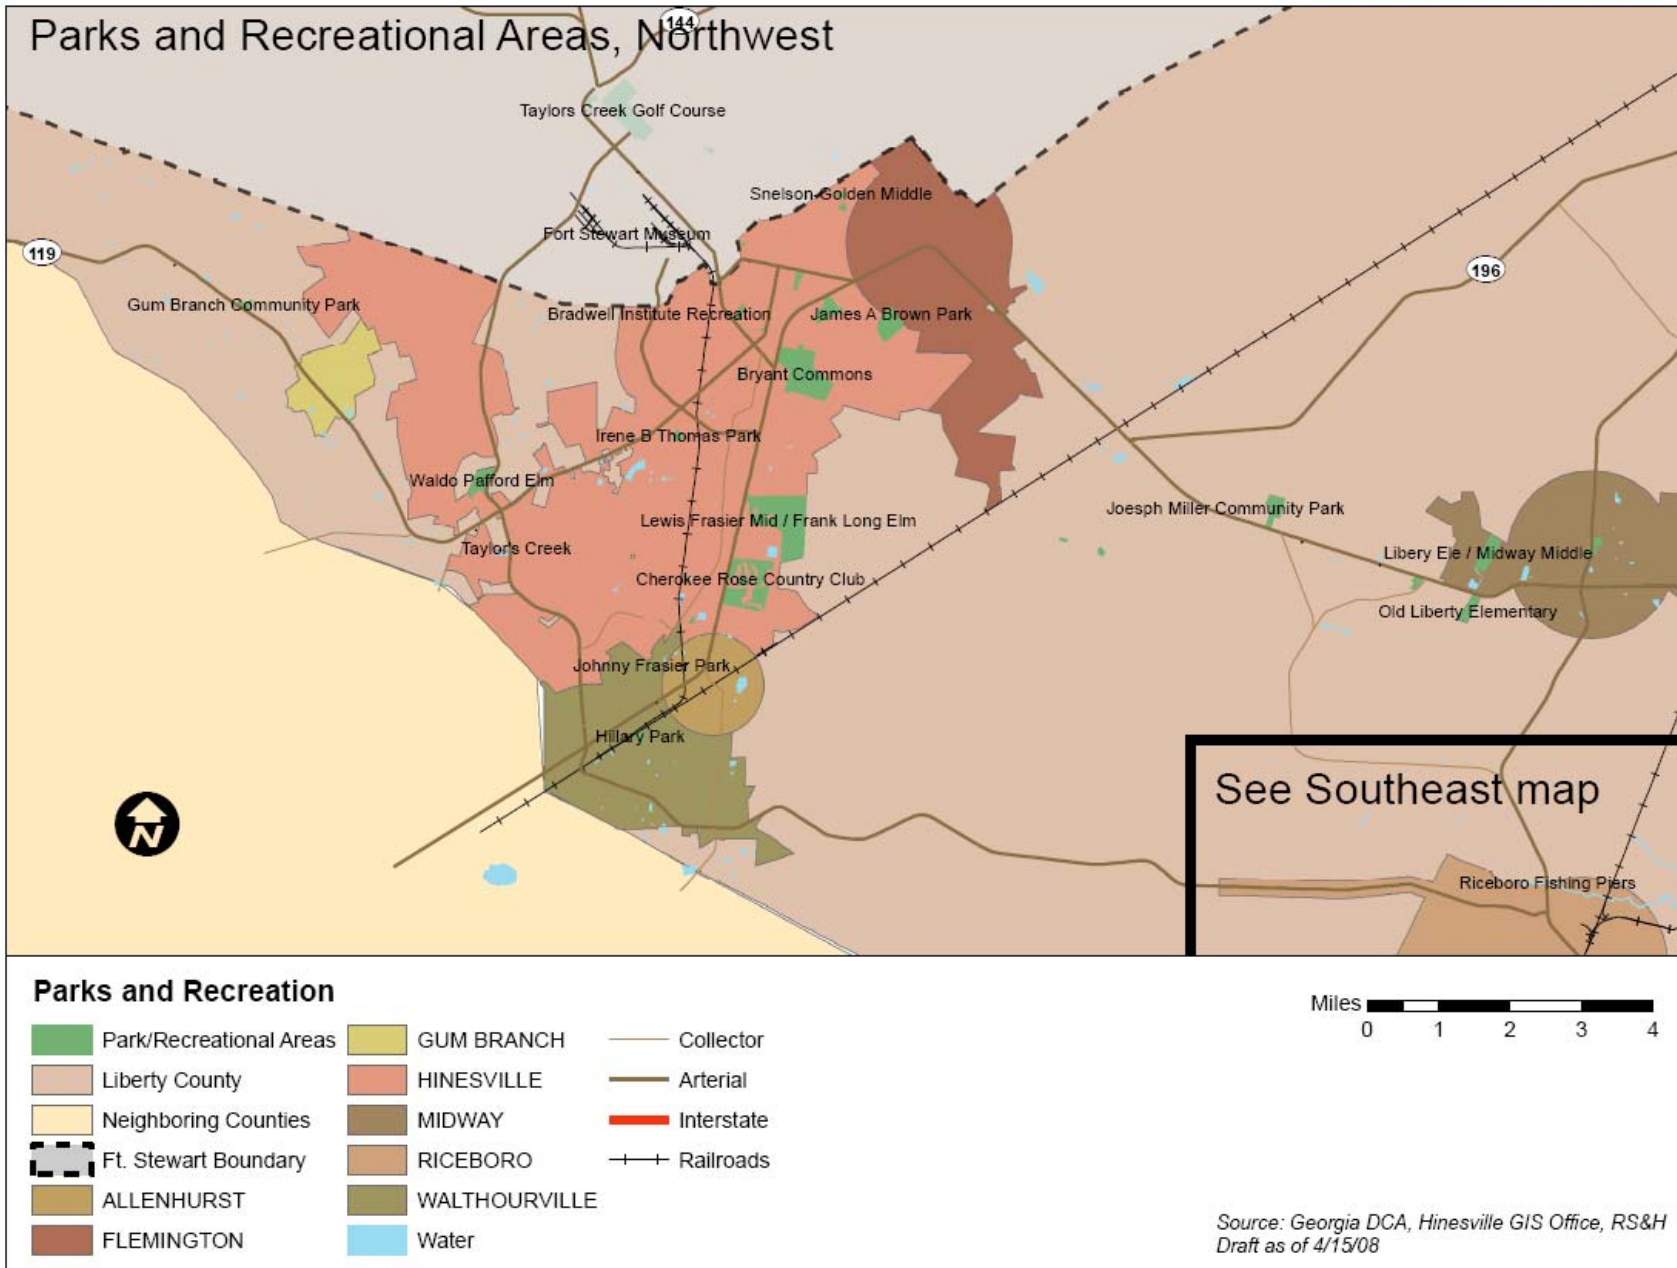 Parks and Recreational Areas, Northwest
144
Taylors Creek Golf Course
Snelson-Golden Middle
Fort Stewart Museum
119
196
Gum Branch Community Park
Bradwell Institute Recreation
James A Brown Park
Bryant Commons
Irene B Thomas Park
Waldo Pafford Elm
Joesph Miller Community Park
Lewis Frasier Mid / Frank Long Elm
Taylor's Creek
Libery Ele / Midway Middle
Cherokee Rose Country Club
Old Liberty Elementary
Johnny Frasier Park
Hillary Park
See Southeast map
N
Riceboro Fishing Piers
Parks and Recreation
Park/Recreational Areas
Liberty County
Neighboring Counties
Ft. Stewart Boundary
ALLENHURST
FLEMINGTON
GUM BRANCH
HINESVILLE
MIDWAY
RICEBORO
WALTHOURVILLE
Water
Collector
Arterial
Interstate
Railroads
Miles
0 1 2 3 4
Source: Georgia DCA, Hinesville GIS Office, RS&H
Draft as of 4/15/08